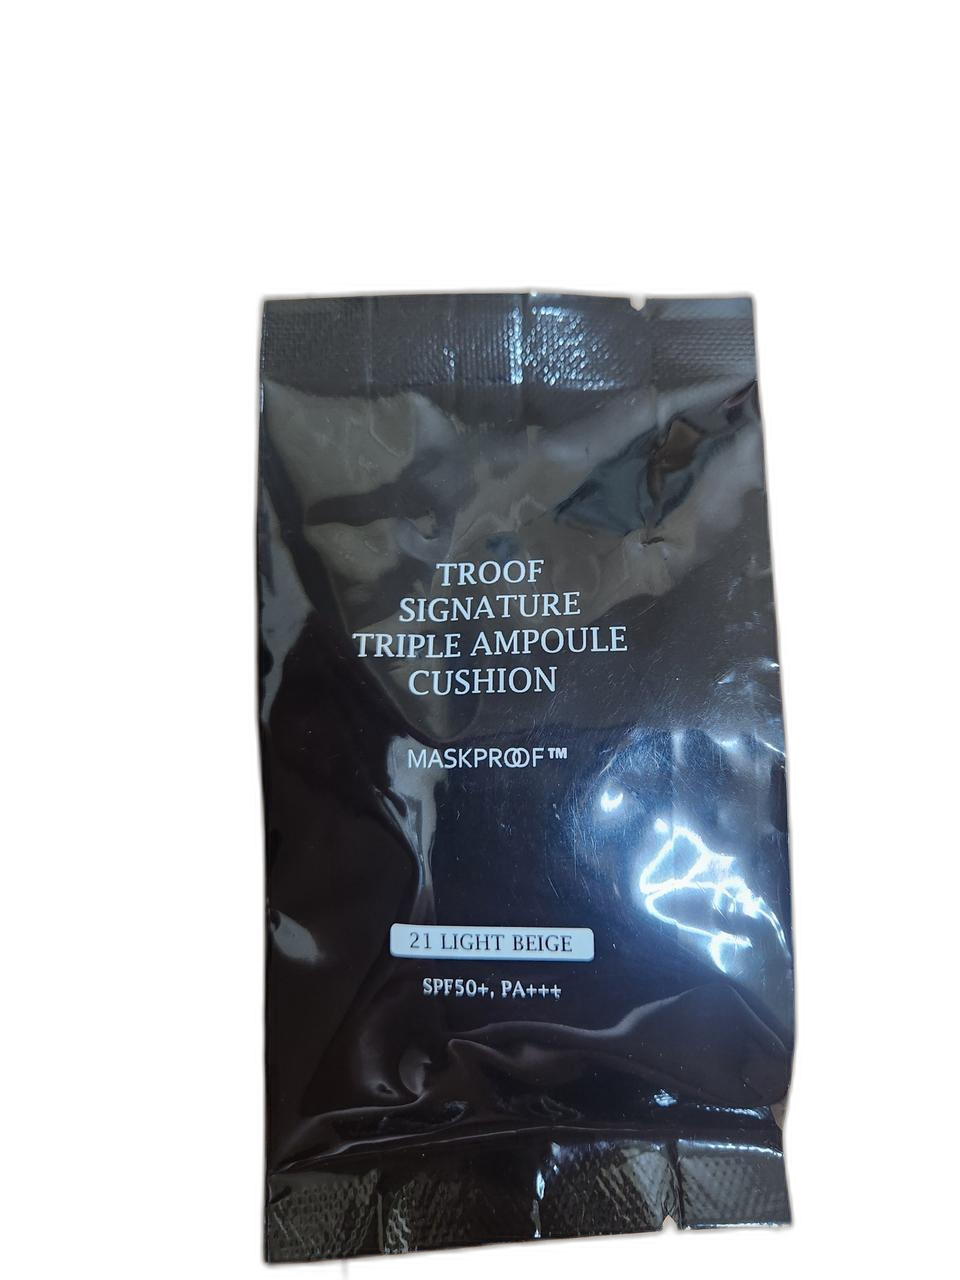 TROOF
SIGNATURE
TRIPLE AMPOULE
CUSHION
MASKPROOF™
21 LIGHT BEIGE
SPF50+, PA+++